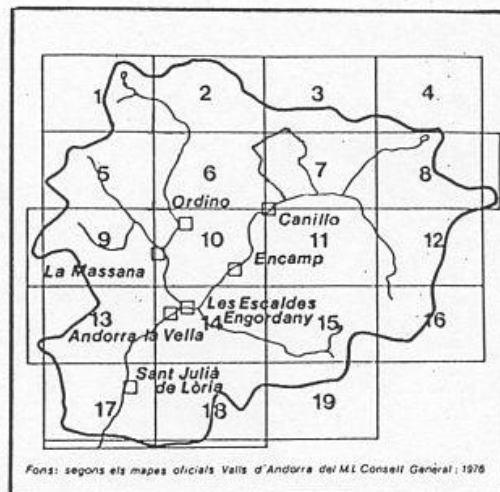 1
2
3
4
5
6
7
8
Ordino
Canillo
9
10
11
12
La Massana
Encamp
13
Les Escaldes
14
Engordany
15
16
Andorra la Vella
Sant Julià
de Lòria
17
18
19
Fons: segons els mapes oficials Valls d'Andorra del M.I. Consell General; 1976